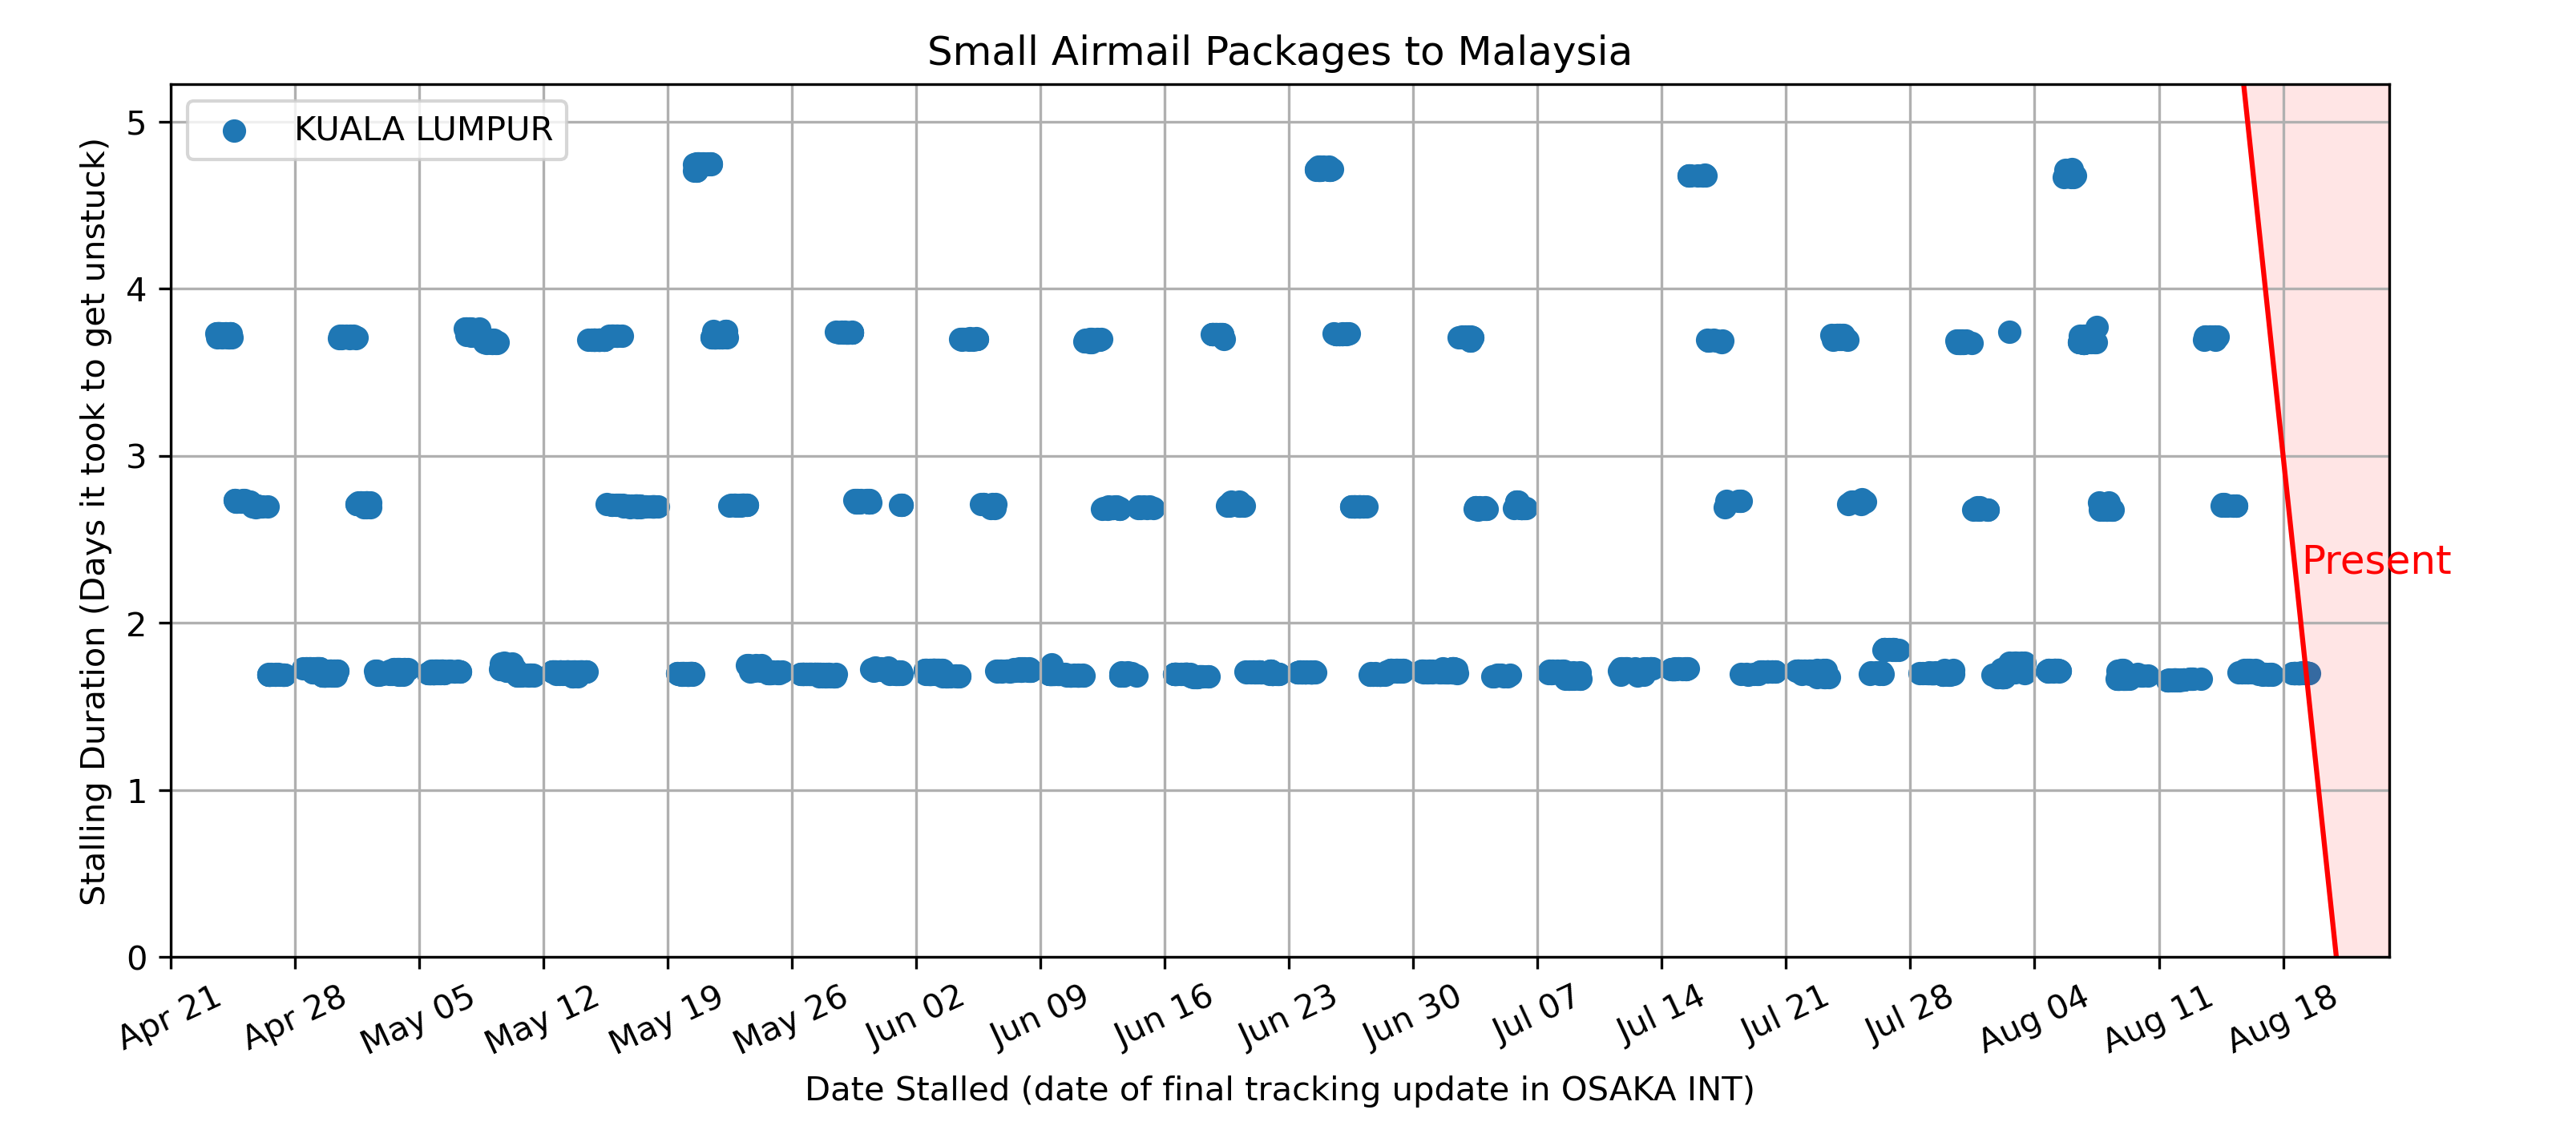 Small Airmail Packages to Malaysia
KUALA LUMPUR
Stalling Duration (Days it took to get unstuck)
5
4
3
2
1
0
Present
Apr 21
Apr 28
May 05
May 12
May 19
May 26
Jun 02
Jun 09
Jun 16
Jun 23
Jun 30
Jul 07
Jul 14
Jul 21
Jul 28
Aug 04
Aug 11
Aug 18
Date Stalled (date of final tracking update in OSAKA INT)